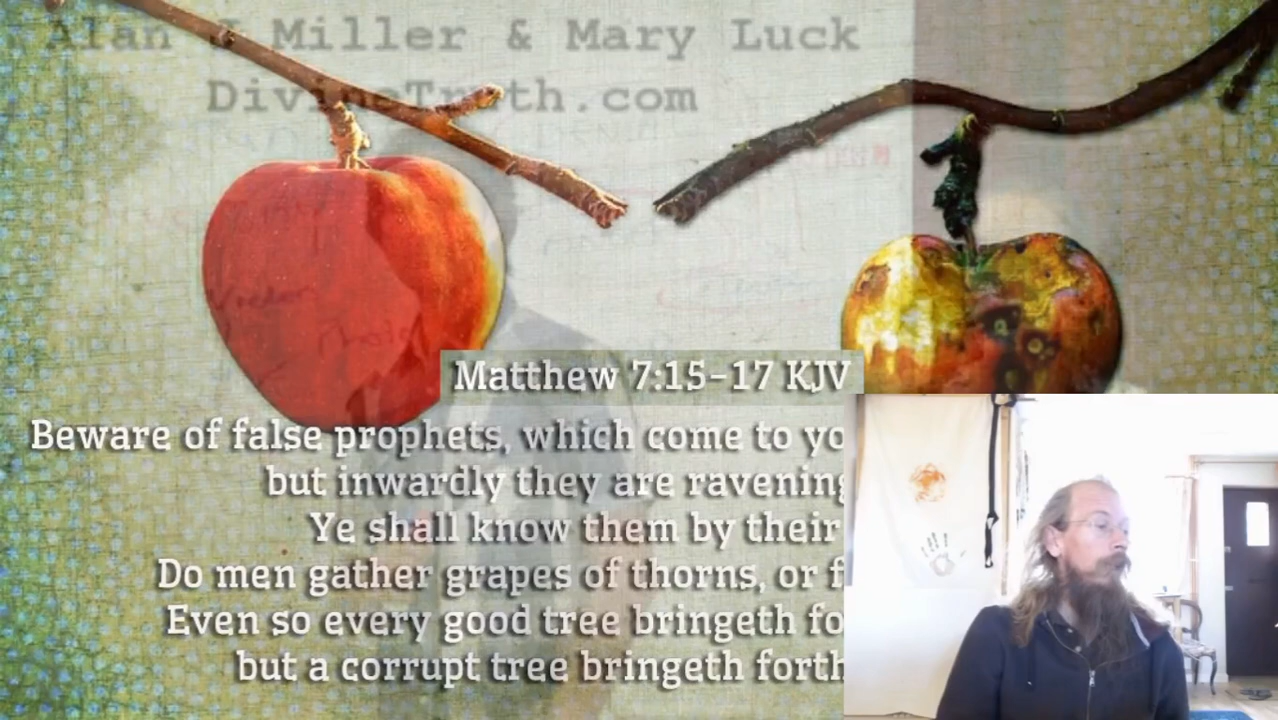 Alan J Miller & Mary Luck
DivineTruth.com
Matthew 7:15-17 KJV
Beware of false prophets, which come to yo
but inwardly they are ravening
Ye shall know them by their
Do men gather grapes of thorns, or f
Even so every good tree bringeth fo
but a corrupt tree bringeth forth